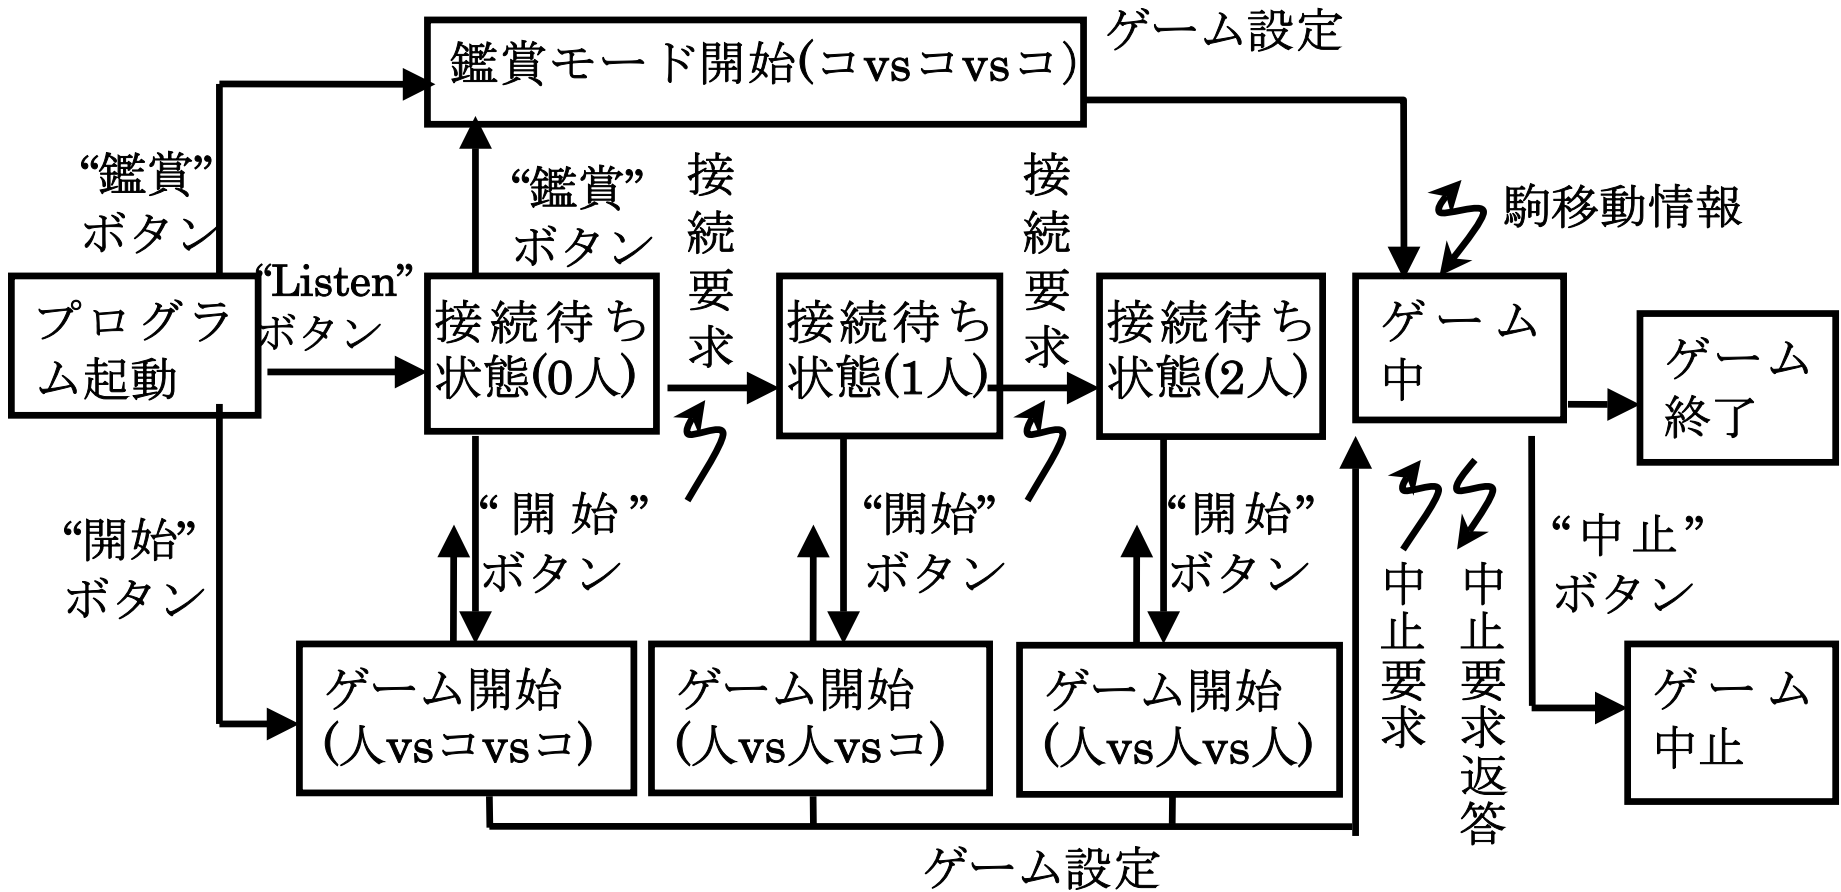 ゲーム設定
鑑賞モード開始(コvsコvsコ)
“鑑賞”
ボタン
“鑑賞”
ボタン
接続要求
接続要求
駒移動情報
プログラ
ム起動
“Listen”
ボタン
接続待ち
状態(0人)
接続待ち
状態(1人)
接続待ち
状態(2人)
ゲーム
中
ゲーム
終了
“開始”
ボタン
“開始”
ボタン
“開始”
ボタン
“開始”
ボタン
中止要求
中止要求返答
“中止”
ボタン
ゲーム開始
(人vsコvsコ)
ゲーム開始
(人vs人vsコ)
ゲーム開始
(人vs人vs人)
ゲーム
中止
ゲーム設定